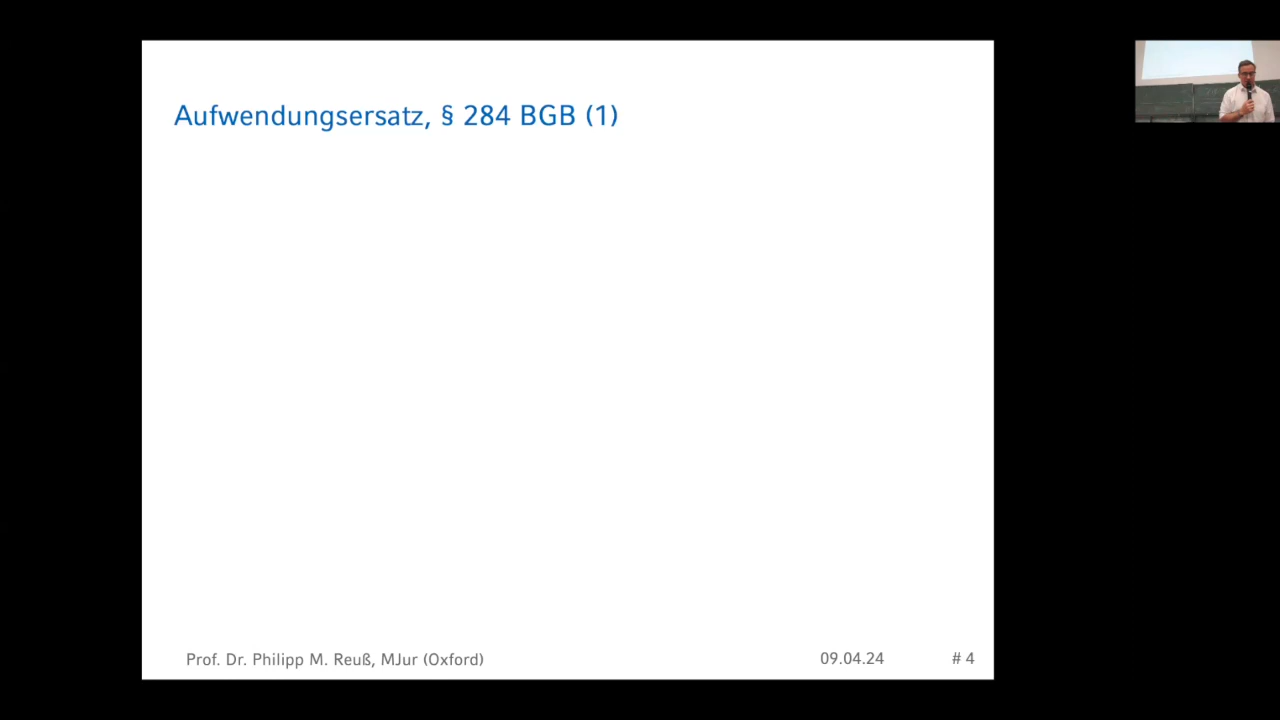 Aufwendungsersatz, § 284 BGB (1)
Prof. Dr. Philipp M. Reuß, MJur (Oxford)
09.04.24
# 4